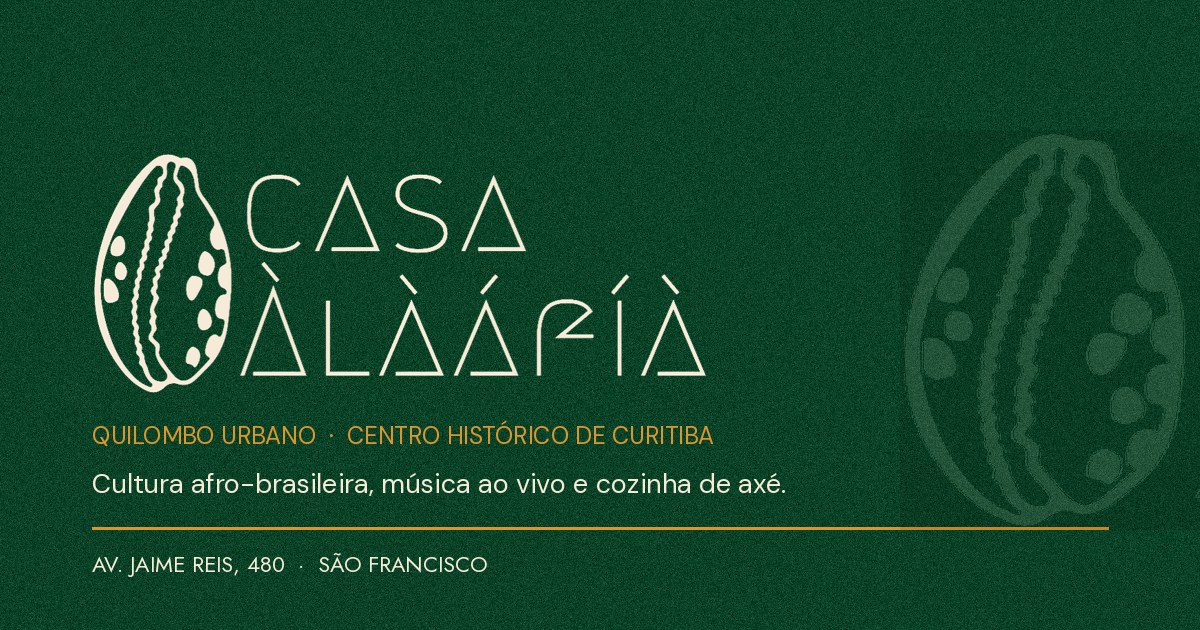 CASA
ÀLÀÁFÍÀ
QUILOMBO URBANO · CENTRO HISTÓRICO DE CURITIBA
Cultura afro-brasileira, música ao vivo e cozinha de axé.
AV. JAIME REIS, 480 · SÃO FRANCISCO